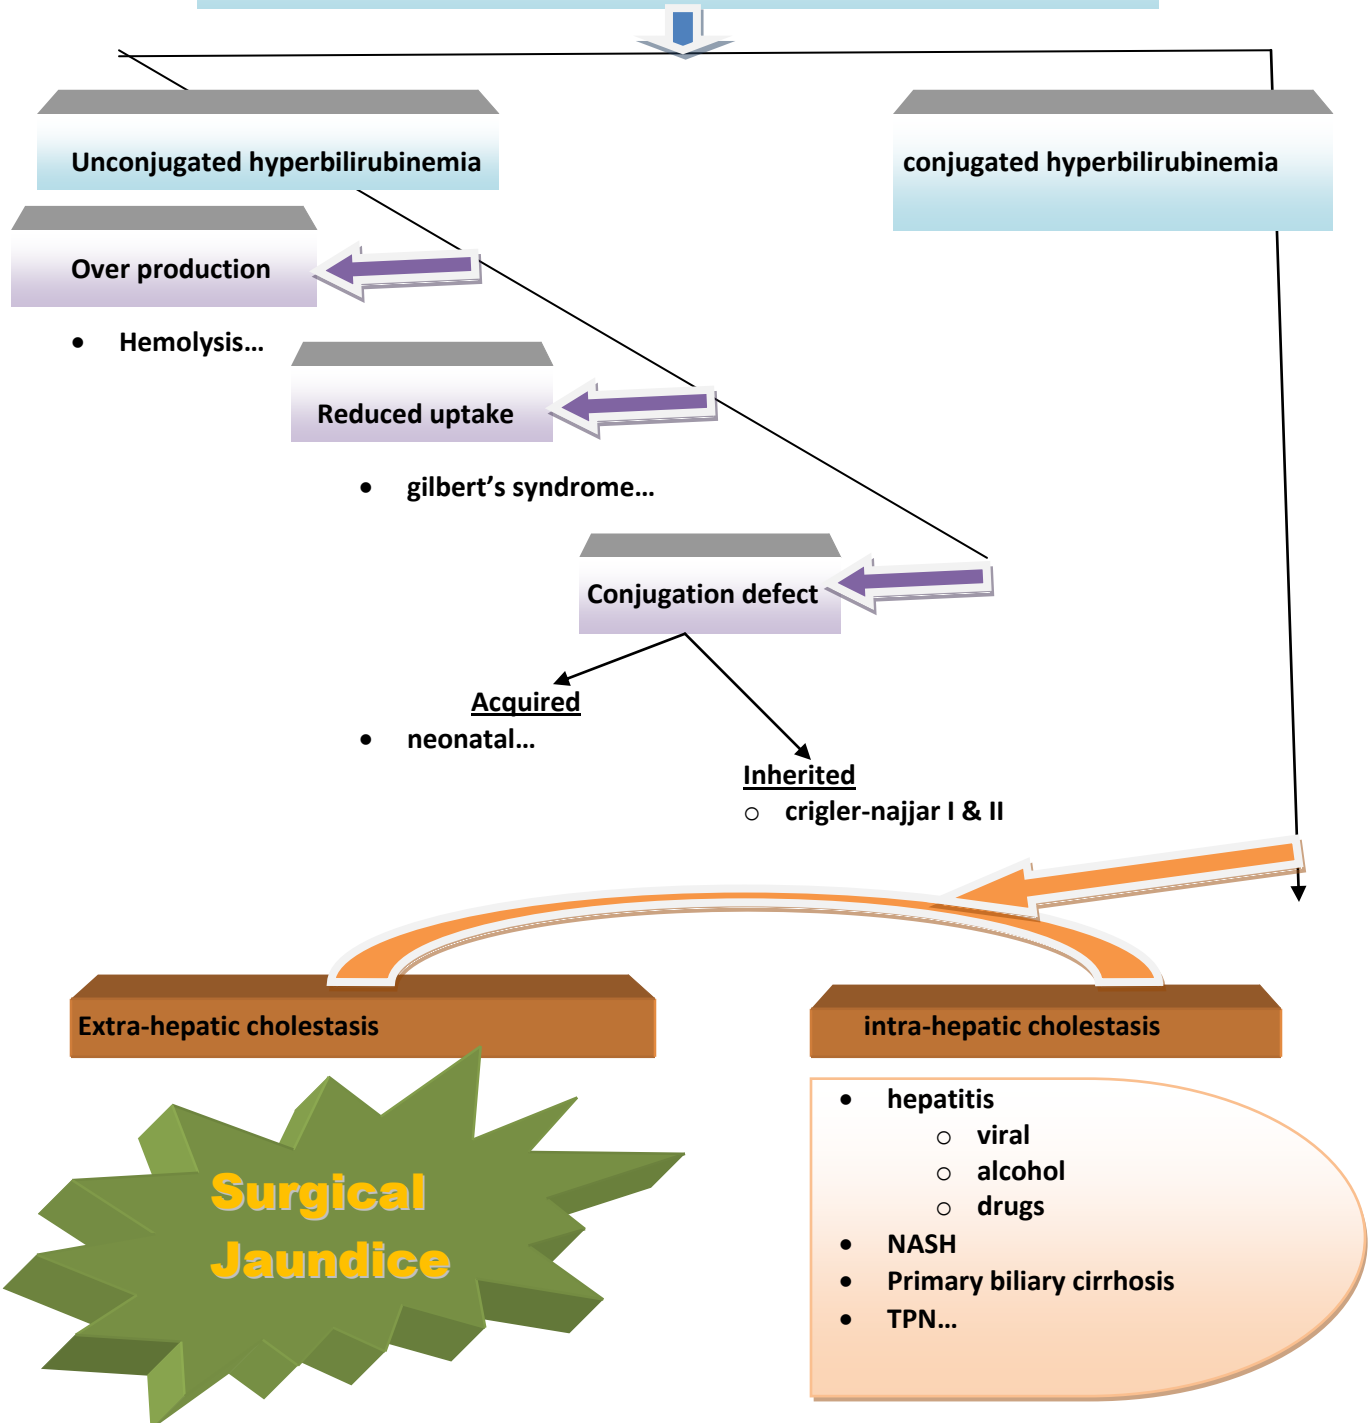 Unconjugated hyperbilirubinemia
conjugated hyperbilirubinemia
Over production
• Hemolysis…
Reduced uptake
• gilbert’s syndrome…
Conjugation defect
Acquired
• neonatal…
Inherited
○ crigler-najjar I & II
Extra-hepatic cholestasis
intra-hepatic cholestasis
Surgical
Jaundice
• hepatitis
○ viral
○ alcohol
○ drugs
• NASH
• Primary biliary cirrhosis
• TPN…